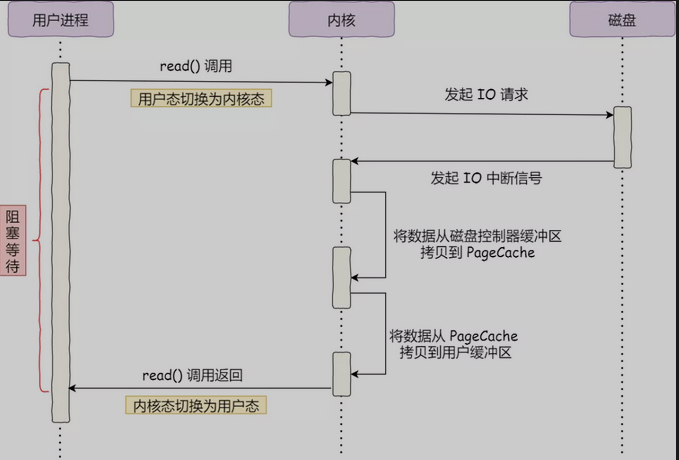 用户进程
内核
磁盘
read() 调用
用户态切换为内核态
发起 IO 请求
发起 IO 中断信号
阻
塞
等
待
将数据从磁盘控制器缓冲区
拷贝到 PageCache
将数据从 PageCache
拷贝到用户缓冲区
read() 调用返回
内核态切换为用户态